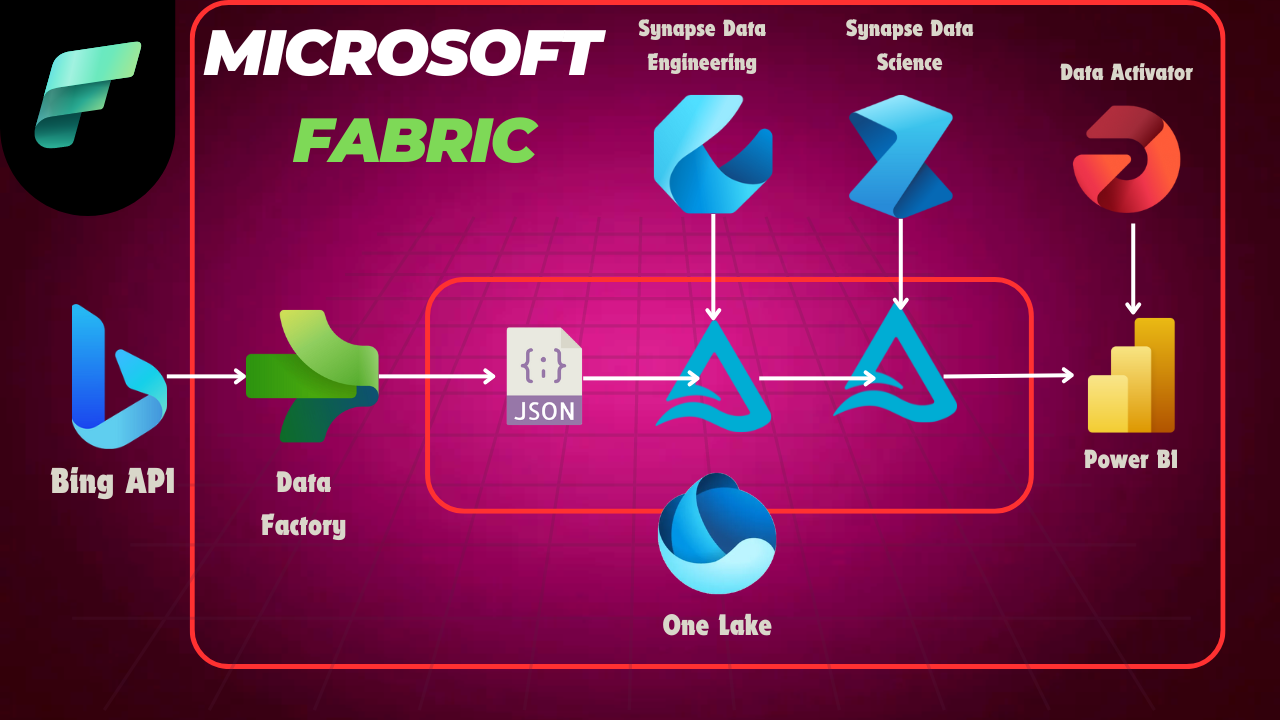 MICROSOFT
FABRIC
Synapse Data
Engineering
Synapse Data
Science
Data Activator
{;}
JSON
Bing API
Data
Factory
Power BI
One Lake